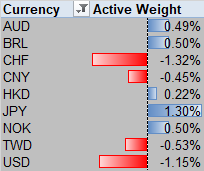 Currency Active Weight
AUD 0.49%
BRL 0.50%
CHF -1.32%
CNY -0.45%
HKD 0.22%
JPY 1.30%
NOK 0.50%
TWD -0.53%
USD -1.15%